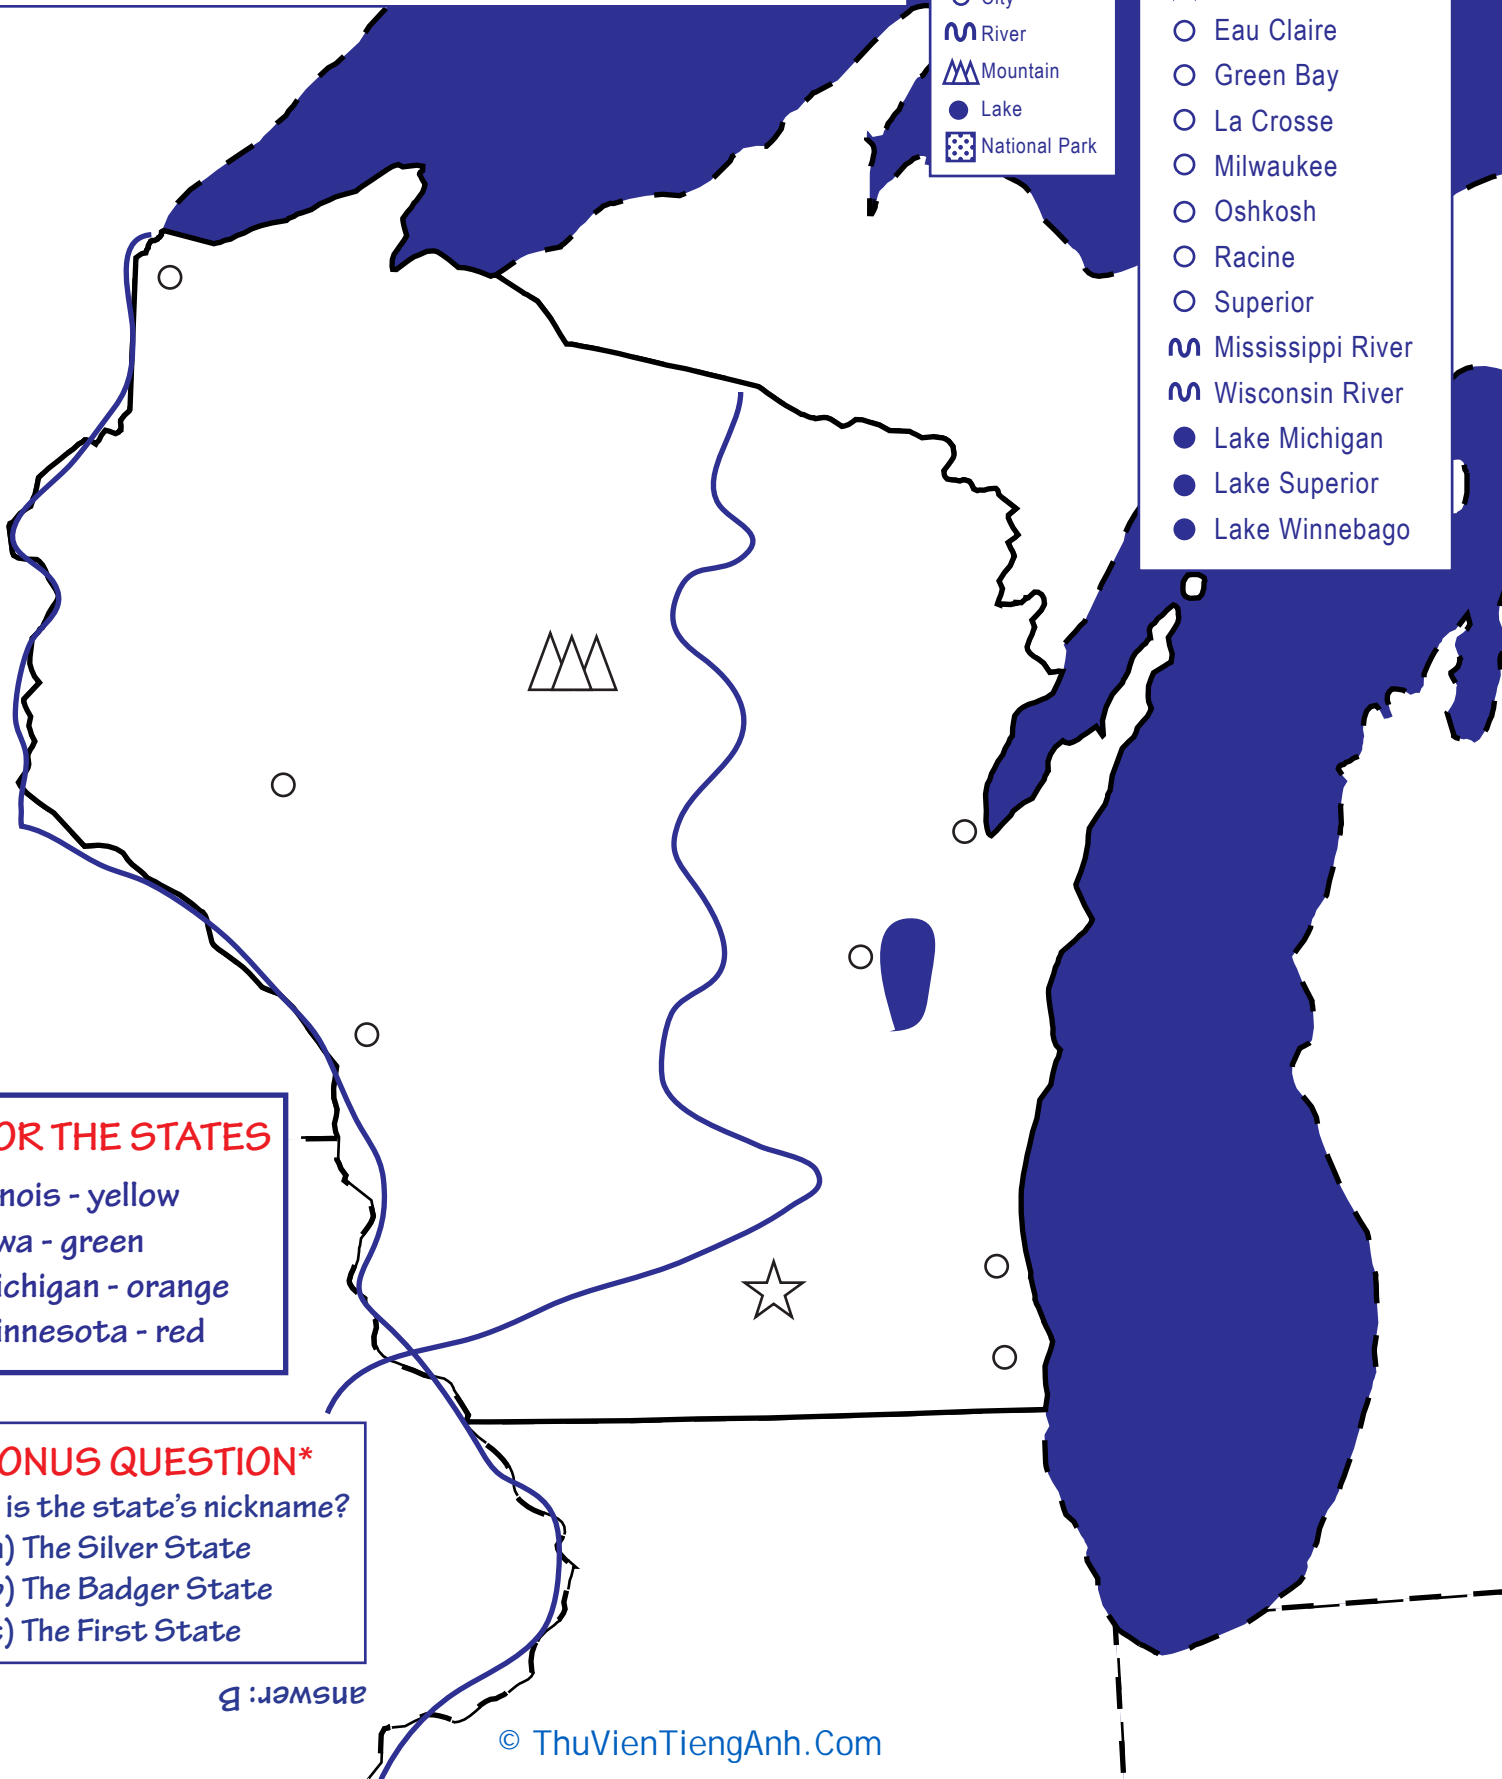 City
River
Mountain
Lake
National Park
Eau Claire
Green Bay
La Crosse
Milwaukee
Oshkosh
Racine
Superior
Mississippi River
Wisconsin River
Lake Michigan
Lake Superior
Lake Winnebago
OR THE STATES
nois - yellow
wa - green
ichigan - orange
innesota - red
ONUS QUESTION*
is the state's nickname?
) The Silver State
) The Badger State
) The First State
answer: B
© ThuVienTiengAnh.Com